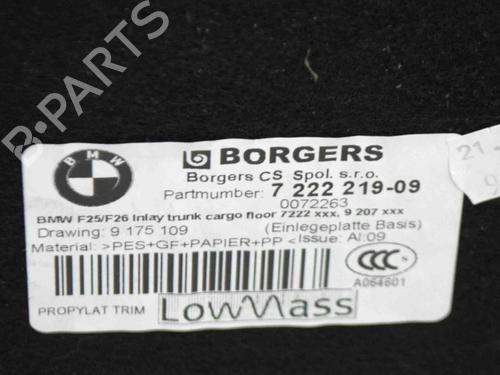 B-PARTS
BMW
BORGERS
Borgers CS Spol. s.r.o.
Partnumber: 7 222 219-09
0072263
BMW F25/F26 Inlay trunk cargo floor 7222 xxx, 9 207 xxx
Drawing: 9 175 109 (Einlegeplatte Basis)
Material: >PES+GF+PAPIER+PP< Issue: AI:09
CCC S
A064601
PROPYLAT TRIM LowMass
21-